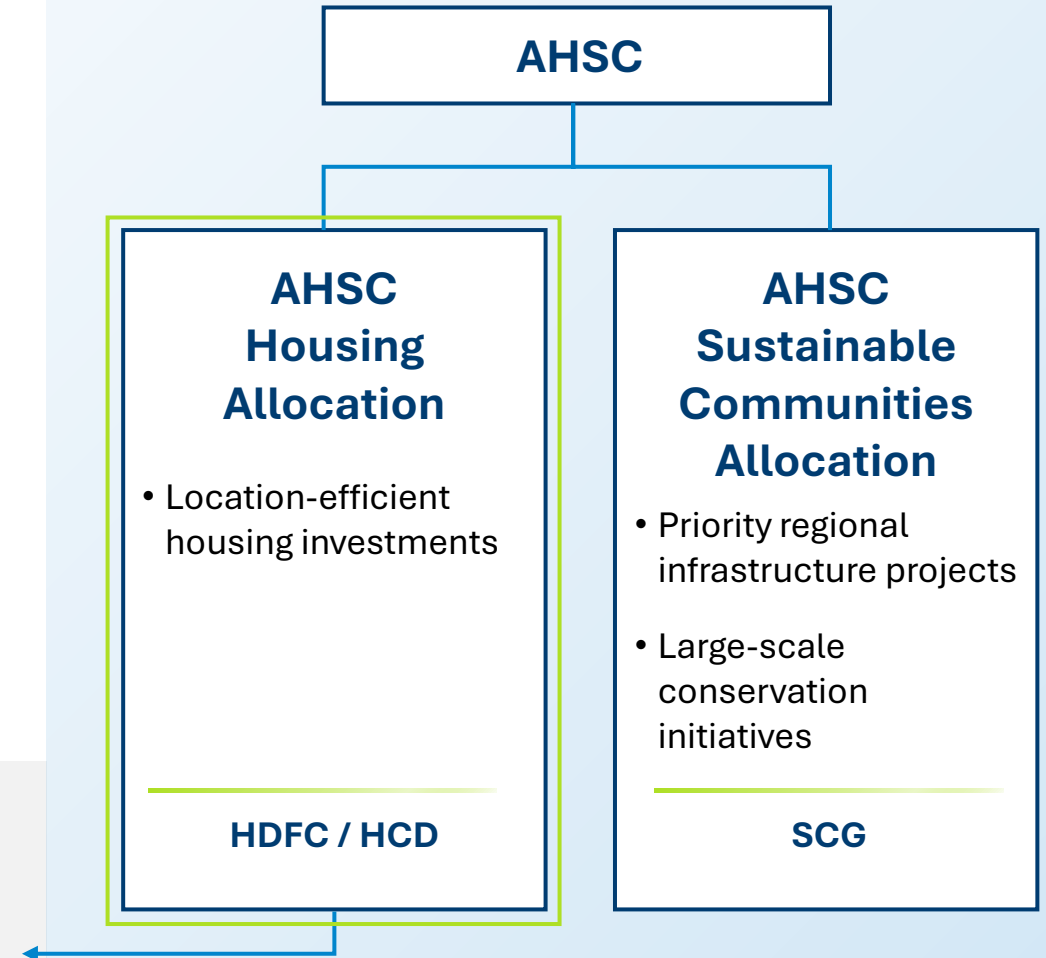 AHSC
AHSC
Housing
Allocation
• Location-efficient
housing investments
HDFC / HCD
AHSC
Sustainable
Communities
Allocation
• Priority regional
infrastructure projects
• Large-scale
conservation
initiatives
SCG